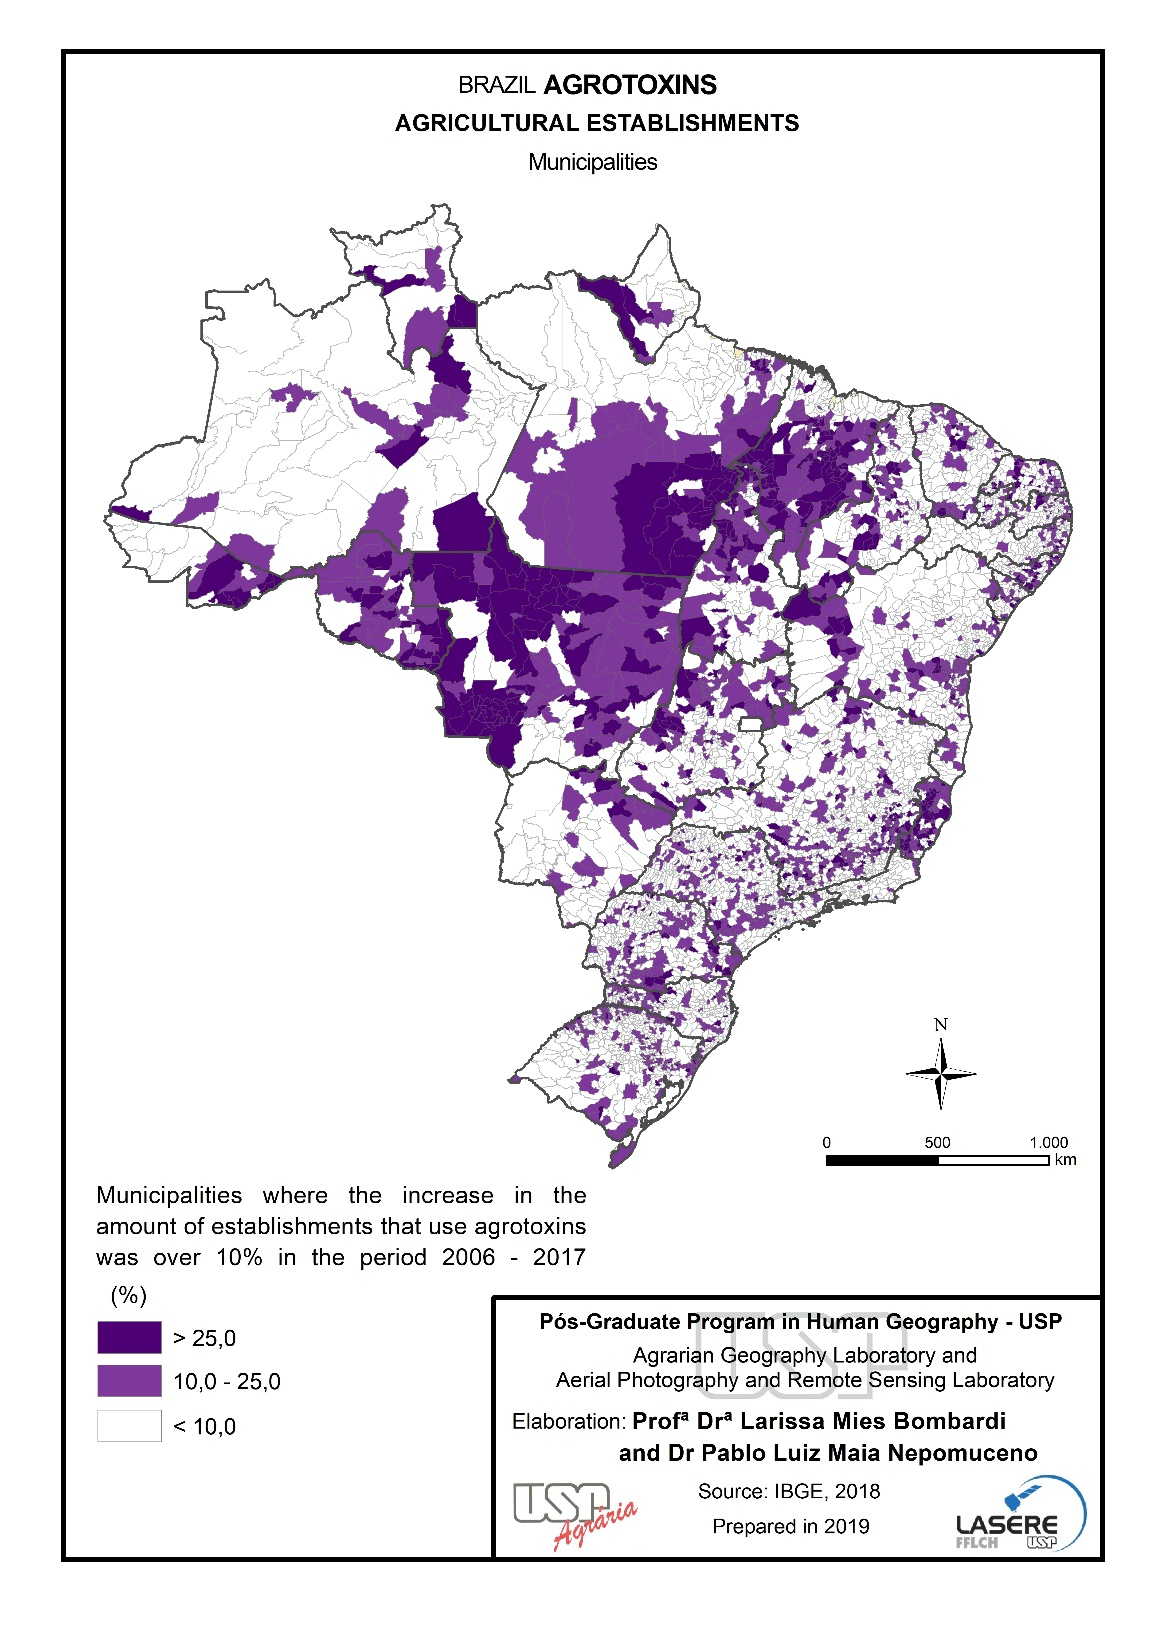 BRAZIL AGROTOXINS
AGRICULTURAL ESTABLISHMENTS
Municipalities
N
0 500 1.000
km
Municipalities where the increase in the
amount of establishments that use agrotoxins
was over 10% in the period 2006 - 2017
(%)
> 25,0
10,0 - 25,0
< 10,0
USP
Pós-Graduate Program in Human Geography - USP
Agrarian Geography Laboratory and
Aerial Photography and Remote Sensing Laboratory
Elaboration: Profª Drª Larissa Mies Bombardi
and Dr Pablo Luiz Maia Nepomuceno
Source: IBGE, 2018
Prepared in 2019
USP
Agrária
LASERE
FFLCH USP